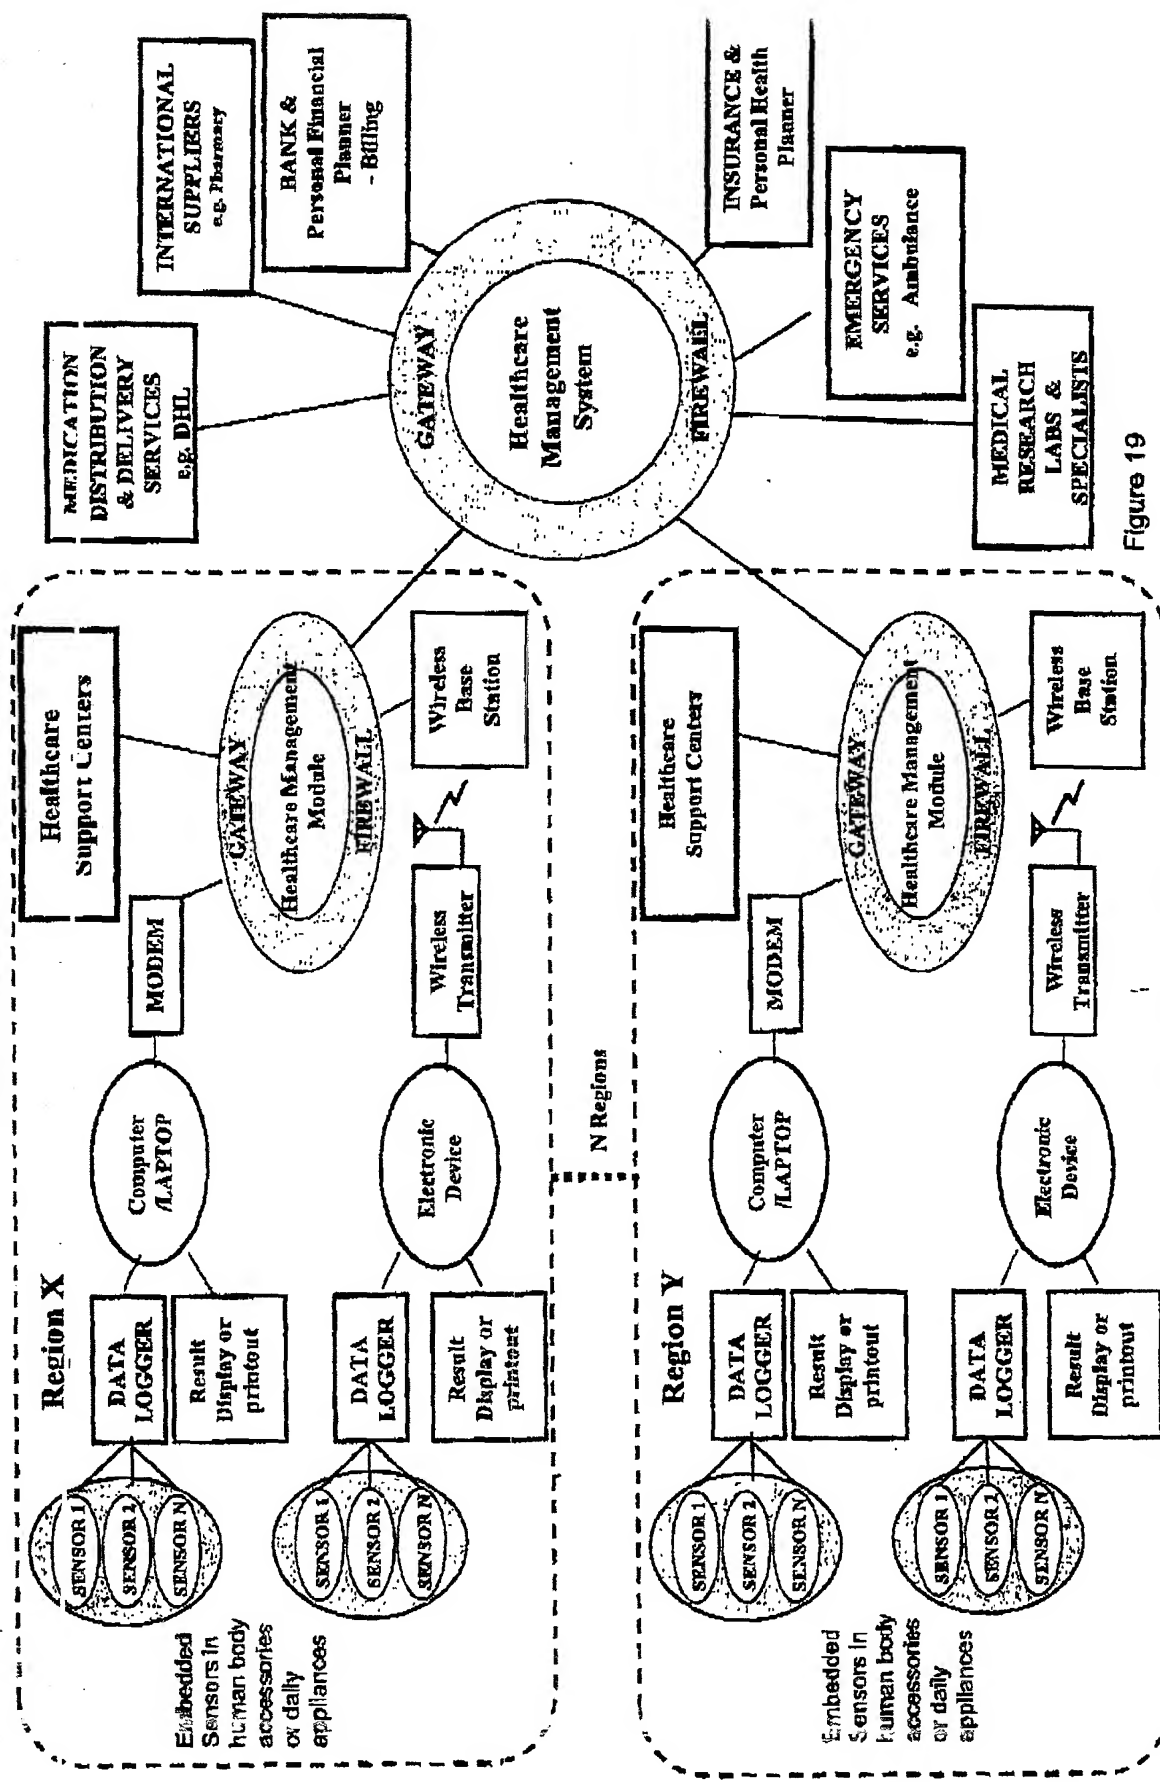 Region X
Embedded
Sensors in
human body
accessories
or daily
appliances
SENSOR 1
SENSOR 2
SENSOR N
DATA
LOGGER
Result
Display or
printout
Computer
/LAPTOP
MODEM
Healthcare
Support Centers
GATEWAY
Healthcare Management
Module
FIREWALL
SENSOR 1
SENSOR 2
SENSOR N
DATA
LOGGER
Result
Display or
printout
Electronic
Device
Wireless
Transmitter
Wireless
Base
Station
N Regions
Region Y
Embedded
Sensors in
human body
accessories
or daily
appliances
SENSOR 1
SENSOR 2
SENSOR N
DATA
LOGGER
Result
Display or
printout
Computer
/LAPTOP
MODEM
Healthcare
Support Centers
GATEWAY
Healthcare Management
Module
FIREWALL
SENSOR 1
SENSOR 2
SENSOR N
DATA
LOGGER
Result
Display or
printout
Electronic
Device
Wireless
Transmitter
Wireless
Base
Station
MEDICATION
DISTRIBUTION
& DELIVERY
SERVICES
e.g. DHL
INTERNATIONAL
SUPPLIERS
e.g. Pharmacy
BANK &
Personal Financial
Planner
- Billing
GATEWAY
Healthcare
Management
System
FIREWALL
INSURANCE &
Personal Health
Planner
EMERGENCY
SERVICES
e.g. Ambulance
MEDICAL
RESEARCH
LABS &
SPECIALISTS
Figure 19